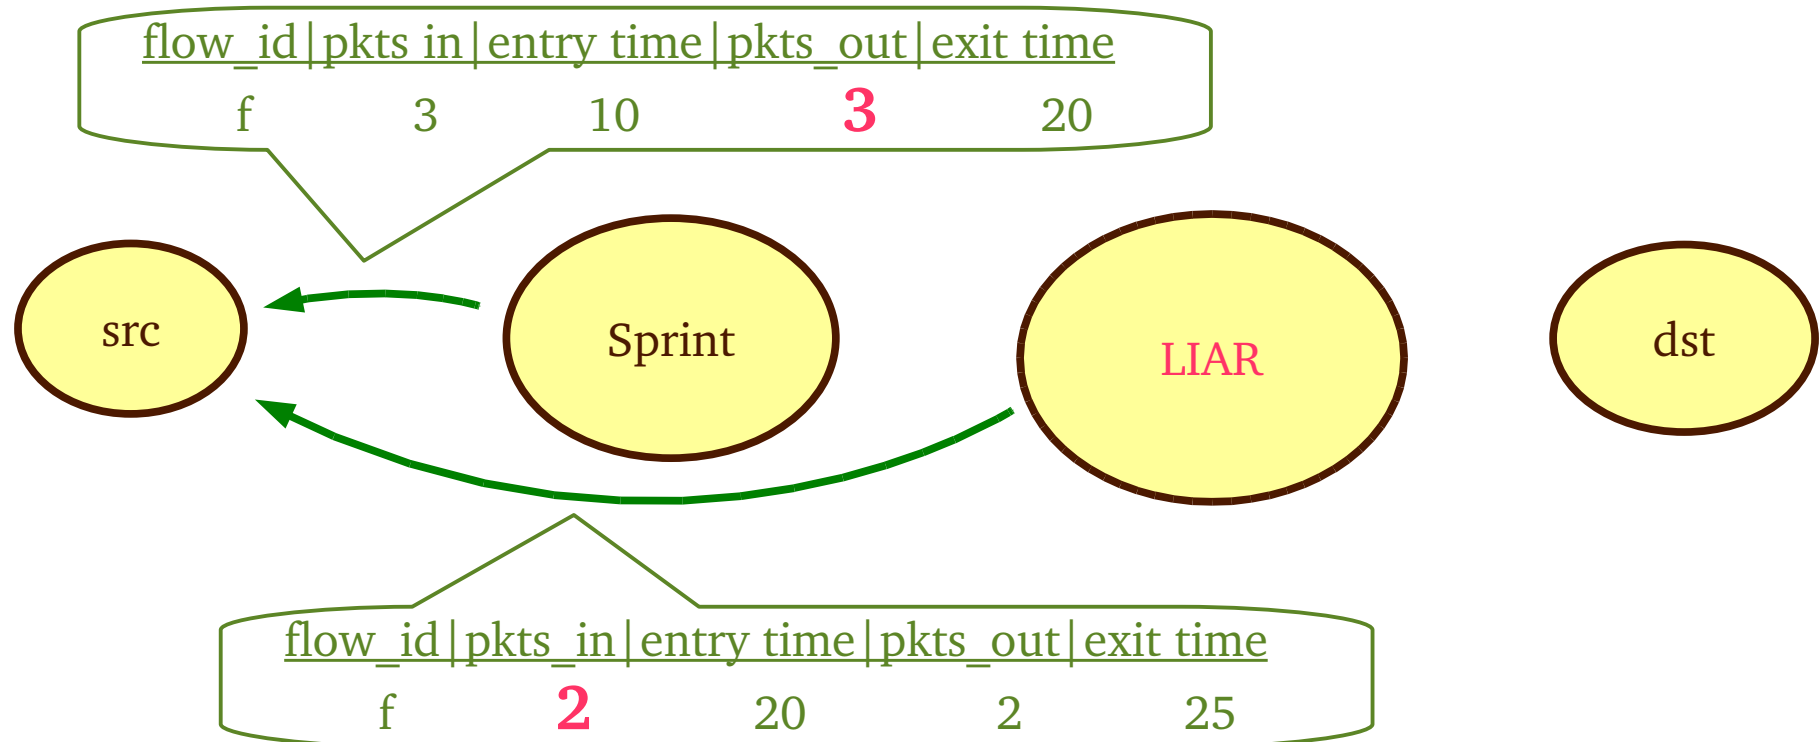 flow_id|pkts in|entry time|pkts_out|exit time
f 3 10 3 20
src
Sprint
LIAR
dst
flow_id|pkts_in|entry time|pkts_out|exit time
f 2 20 2 25